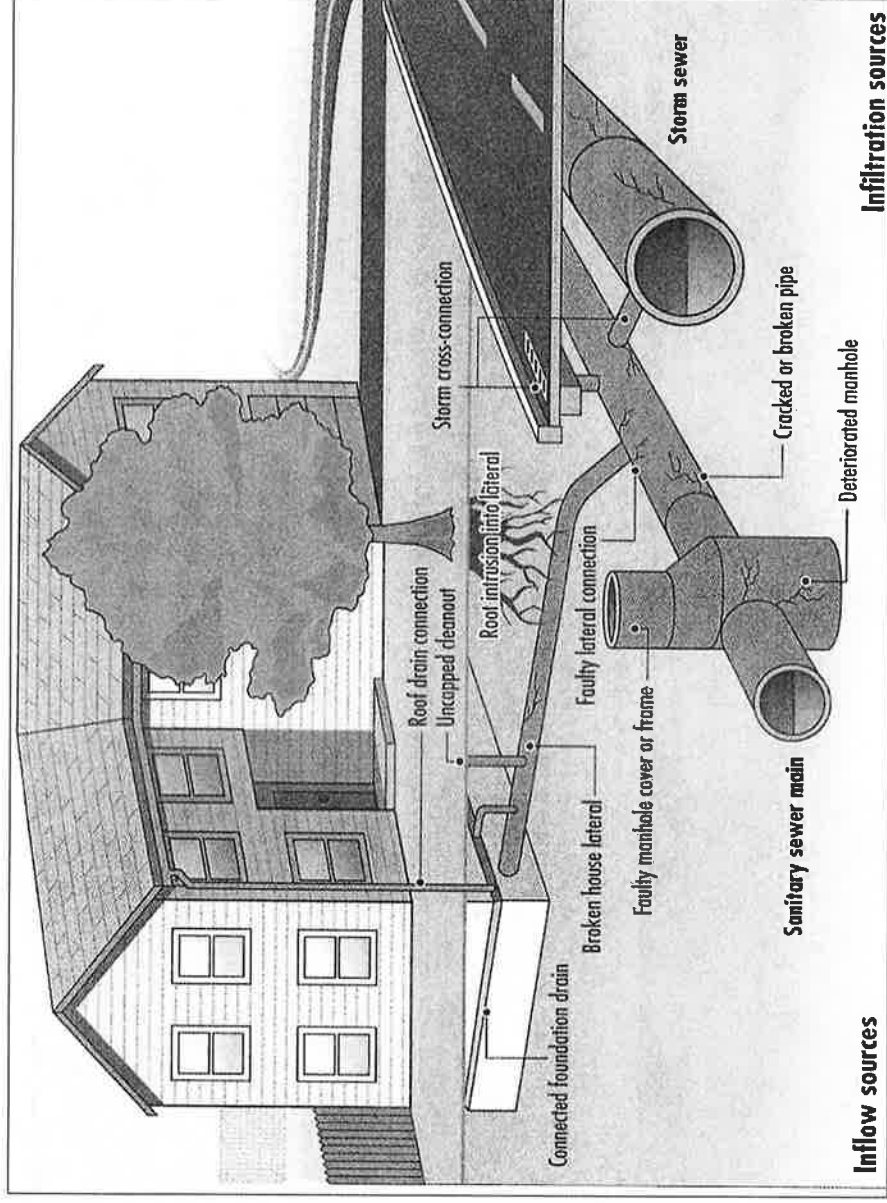 Roof drain connection
Uncapped cleanout
Storm cross-connection
Root intrusion into lateral
Connected foundation drain
Broken house lateral
Faulty lateral connection
Faulty manhole cover or frame
Sanitary sewer main
Storm sewer
Cracked or broken pipe
Deteriorated manhole
Inflow sources
Infiltration sources